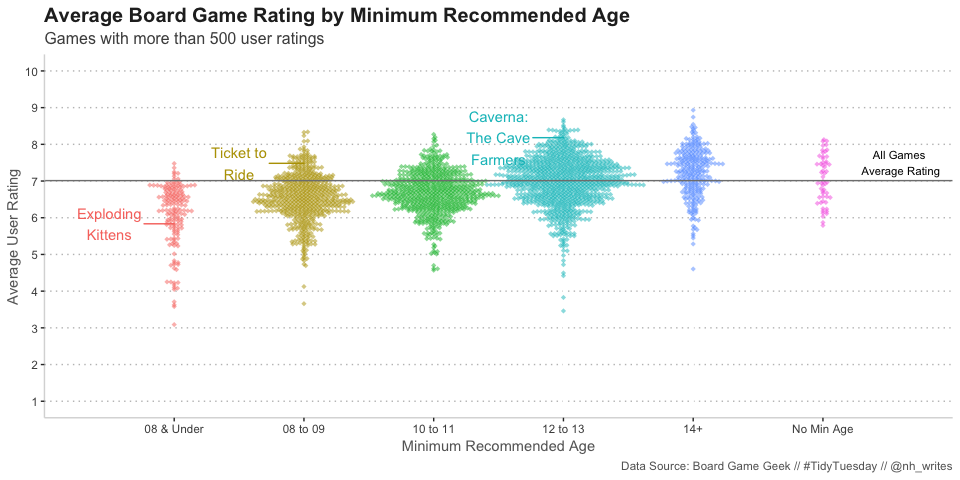 Average Board Game Rating by Minimum Recommended Age
Games with more than 500 user ratings
Average User Rating
10
9
8
7
6
5
4
3
2
1
Exploding
Kittens
Ticket to
Ride
Caverna:
The Cave
Farmers
All Games
Average Rating
08 & Under
08 to 09
10 to 11
12 to 13
14+
No Min Age
Minimum Recommended Age
Data Source: Board Game Geek // #TidyTuesday // @nh_writes